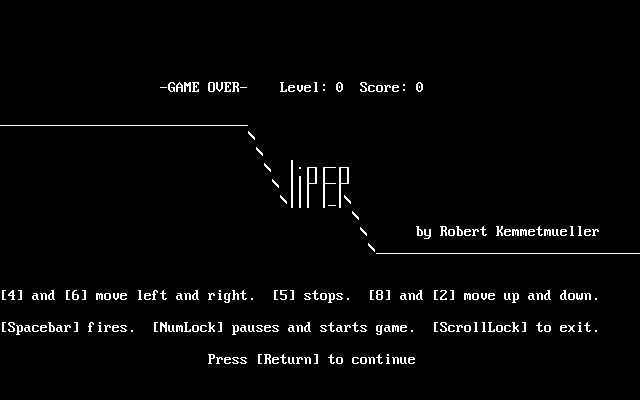 -GAME OVER-    Level: 0  Score: 0
ViPER
by Robert Kemmetmueller
[4] and [6] move left and right.  [5] stops.  [8] and [2] move up and down.
[Spacebar] fires.  [NumLock] pauses and starts game.  [ScrollLock] to exit.
Press [Return] to continue